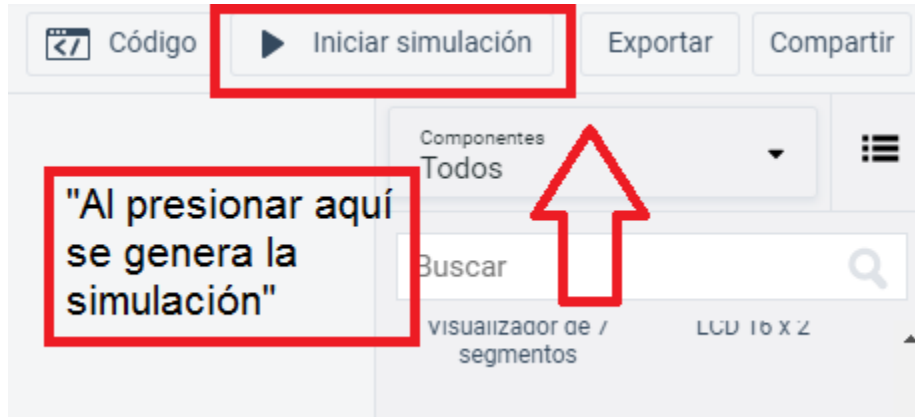 Código
Iniciar simulación
Exportar
Compartir
Componentes
Todos
"Al presionar aquí
se genera la
simulación"
Buscar
Visualizador de 7
segmentos
LCD 16 x 2